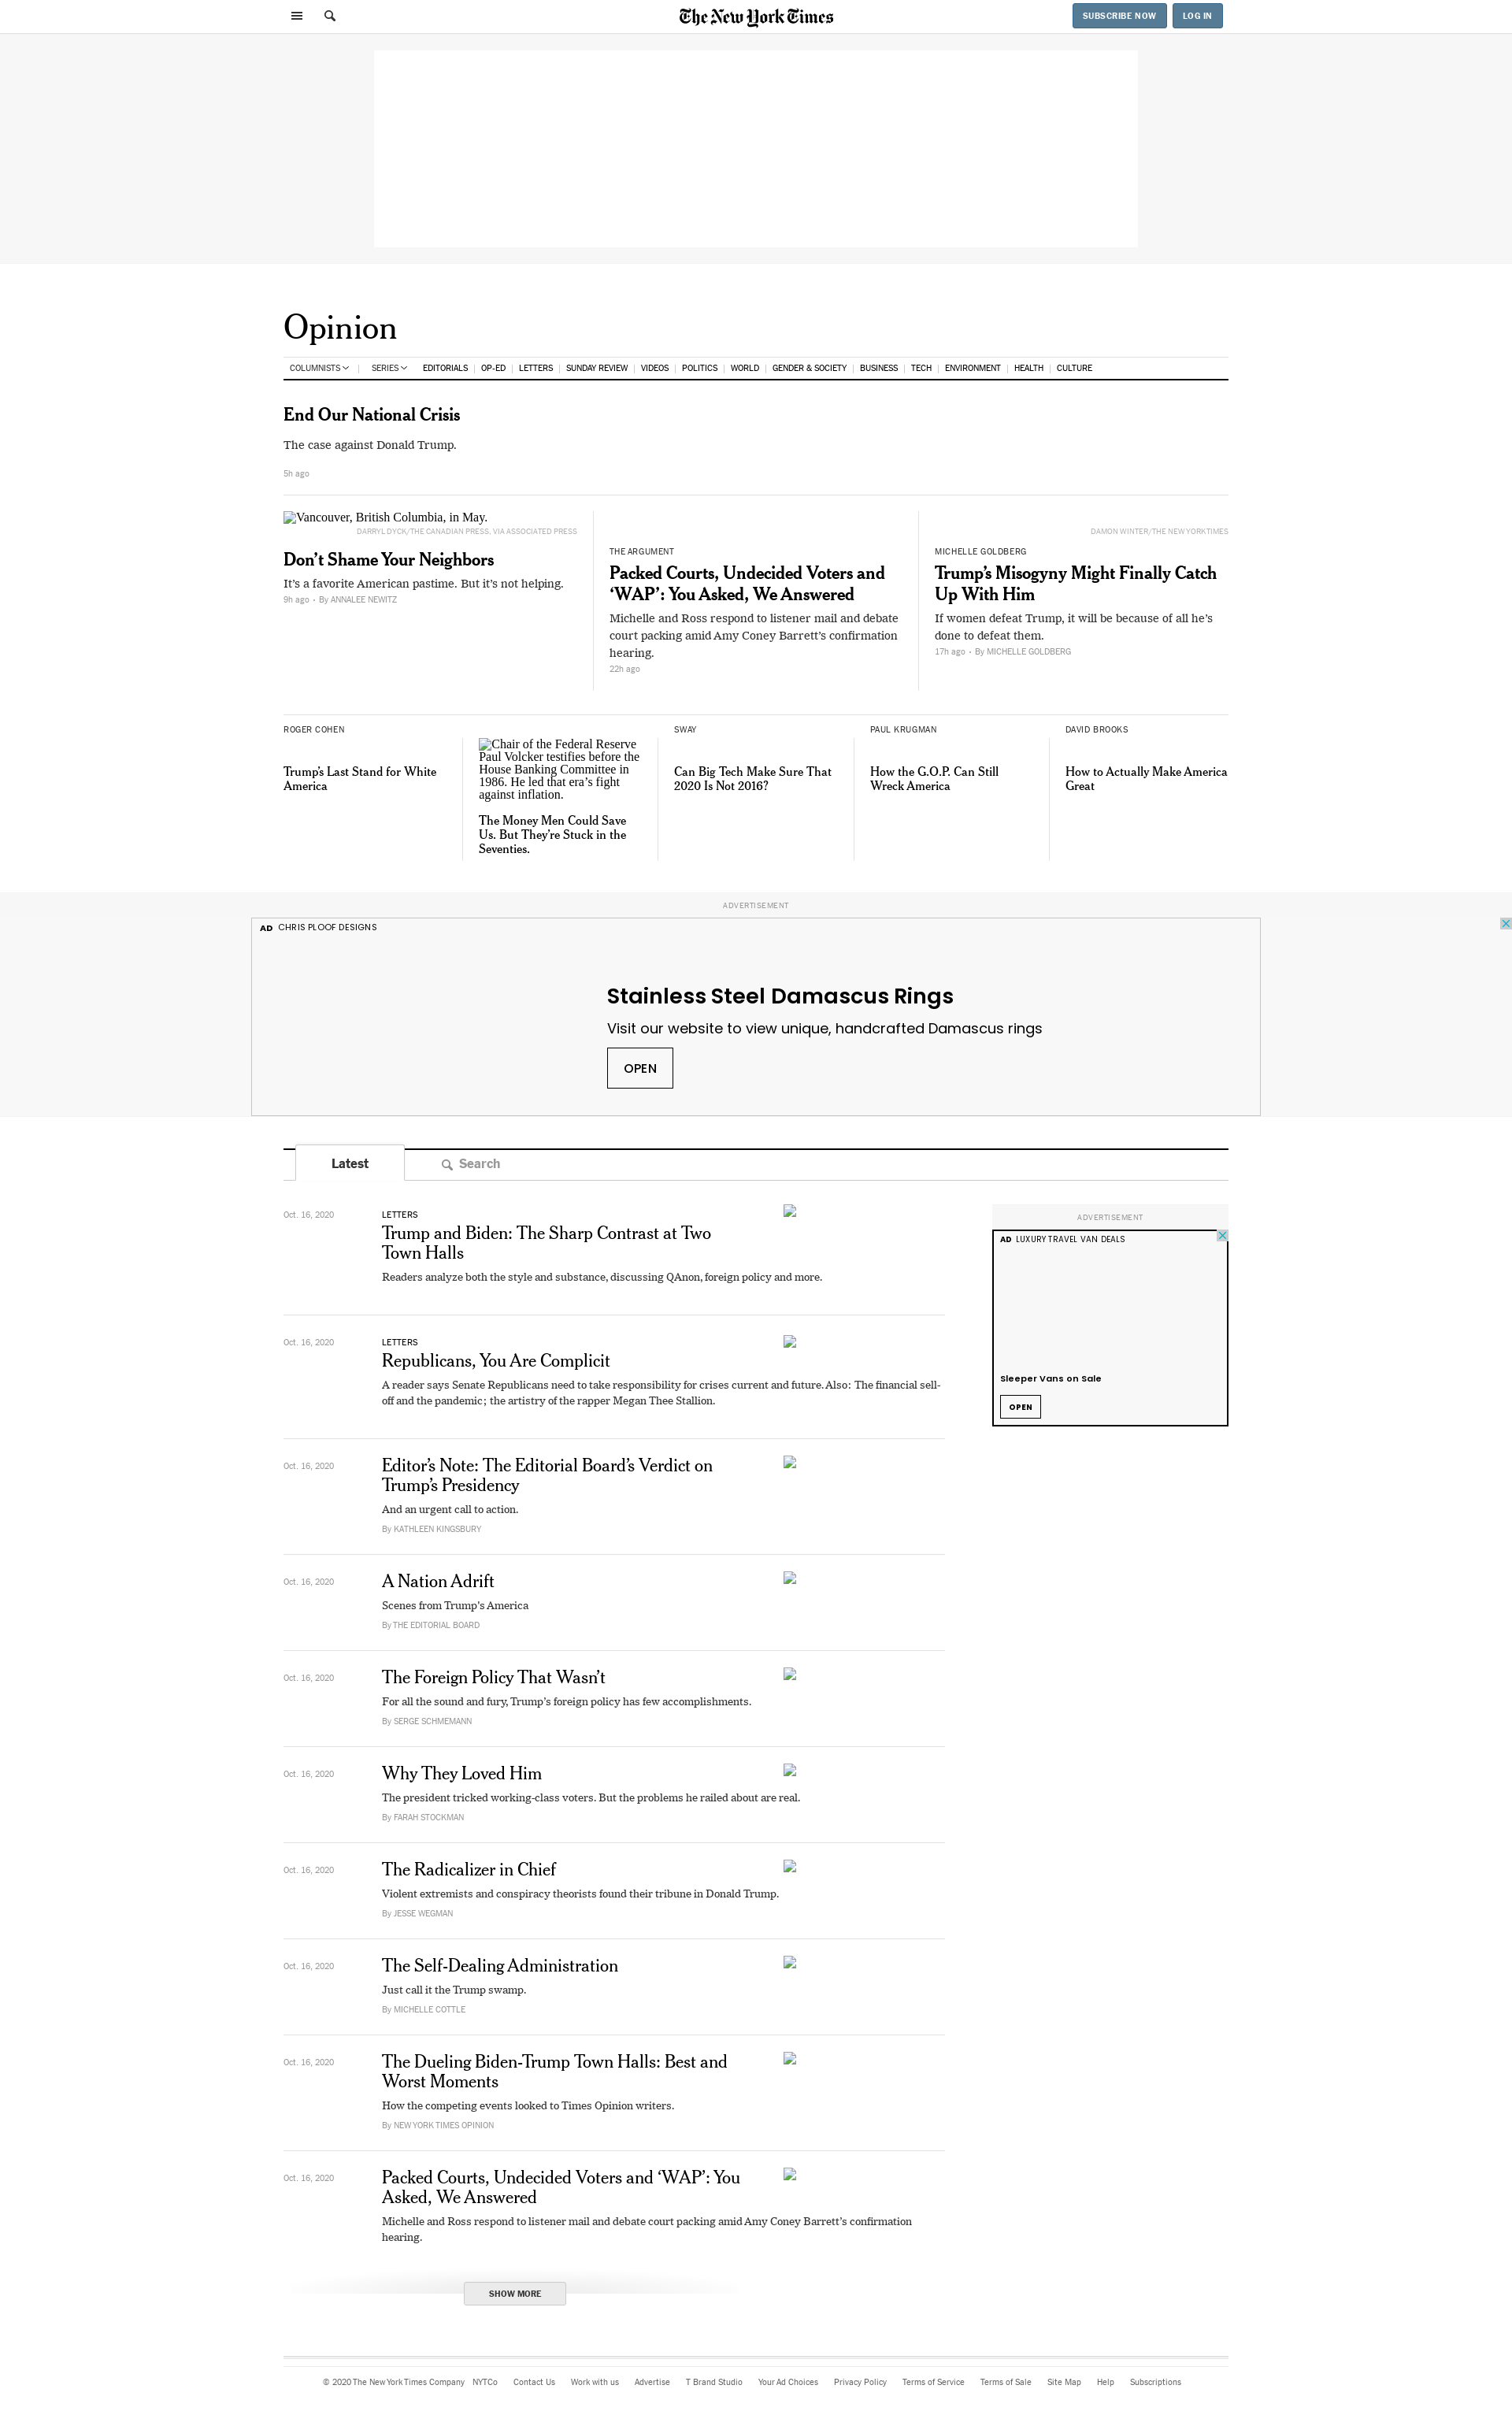 The New York Times
SUBSCRIBE NOW
LOG IN
Opinion
COLUMNISTS SERIES EDITORIALS OP-ED LETTERS SUNDAY REVIEW VIDEOS POLITICS WORLD GENDER & SOCIETY BUSINESS TECH ENVIRONMENT HEALTH CULTURE
End Our National Crisis
The case against Donald Trump.
5h ago
Vancouver, British Columbia, in May.
DARRYL DYCK/THE CANADIAN PRESS, VIA ASSOCIATED PRESS
Don’t Shame Your Neighbors
It’s a favorite American pastime. But it’s not helping.
9h ago • By ANNALEE NEWITZ
THE ARGUMENT
Packed Courts, Undecided Voters and
‘WAP’: You Asked, We Answered
Michelle and Ross respond to listener mail and debate
court packing amid Amy Coney Barrett’s confirmation
hearing.
22h ago
DAMON WINTER/THE NEW YORK TIMES
MICHELLE GOLDBERG
Trump’s Misogyny Might Finally Catch
Up With Him
If women defeat Trump, it will be because of all he’s
done to defeat them.
17h ago • By MICHELLE GOLDBERG
ROGER COHEN
Trump’s Last Stand for White
America
Chair of the Federal Reserve
Paul Volcker testifies before the
House Banking Committee in
1986. He led that era’s fight
against inflation.
The Money Men Could Save
Us. But They’re Stuck in the
Seventies.
SWAY
Can Big Tech Make Sure That
2020 Is Not 2016?
PAUL KRUGMAN
How the G.O.P. Can Still
Wreck America
DAVID BROOKS
How to Actually Make America
Great
ADVERTISEMENT
AD CHRIS PLOOF DESIGNS
Stainless Steel Damascus Rings
Visit our website to view unique, handcrafted Damascus rings
OPEN
Latest
Search
Oct. 16, 2020
LETTERS
Trump and Biden: The Sharp Contrast at Two
Town Halls
Readers analyze both the style and substance, discussing QAnon, foreign policy and more.
ADVERTISEMENT
AD LUXURY TRAVEL VAN DEALS
Sleeper Vans on Sale
OPEN
Oct. 16, 2020
LETTERS
Republicans, You Are Complicit
A reader says Senate Republicans need to take responsibility for crises current and future. Also: The financial sell-
off and the pandemic; the artistry of the rapper Megan Thee Stallion.
Oct. 16, 2020
Editor’s Note: The Editorial Board’s Verdict on
Trump’s Presidency
And an urgent call to action.
By KATHLEEN KINGSBURY
Oct. 16, 2020
A Nation Adrift
Scenes from Trump’s America
By THE EDITORIAL BOARD
Oct. 16, 2020
The Foreign Policy That Wasn’t
For all the sound and fury, Trump’s foreign policy has few accomplishments.
By SERGE SCHMEMANN
Oct. 16, 2020
Why They Loved Him
The president tricked working-class voters. But the problems he railed about are real.
By FARAH STOCKMAN
Oct. 16, 2020
The Radicalizer in Chief
Violent extremists and conspiracy theorists found their tribune in Donald Trump.
By JESSE WEGMAN
Oct. 16, 2020
The Self-Dealing Administration
Just call it the Trump swamp.
By MICHELLE COTTLE
Oct. 16, 2020
The Dueling Biden-Trump Town Halls: Best and
Worst Moments
How the competing events looked to Times Opinion writers.
By NEW YORK TIMES OPINION
Oct. 16, 2020
Packed Courts, Undecided Voters and ‘WAP’: You
Asked, We Answered
Michelle and Ross respond to listener mail and debate court packing amid Amy Coney Barrett’s confirmation
hearing.
SHOW MORE
© 2020 The New York Times Company NYTCo Contact Us Work with us Advertise T Brand Studio Your Ad Choices Privacy Policy Terms of Service Terms of Sale Site Map Help Subscriptions